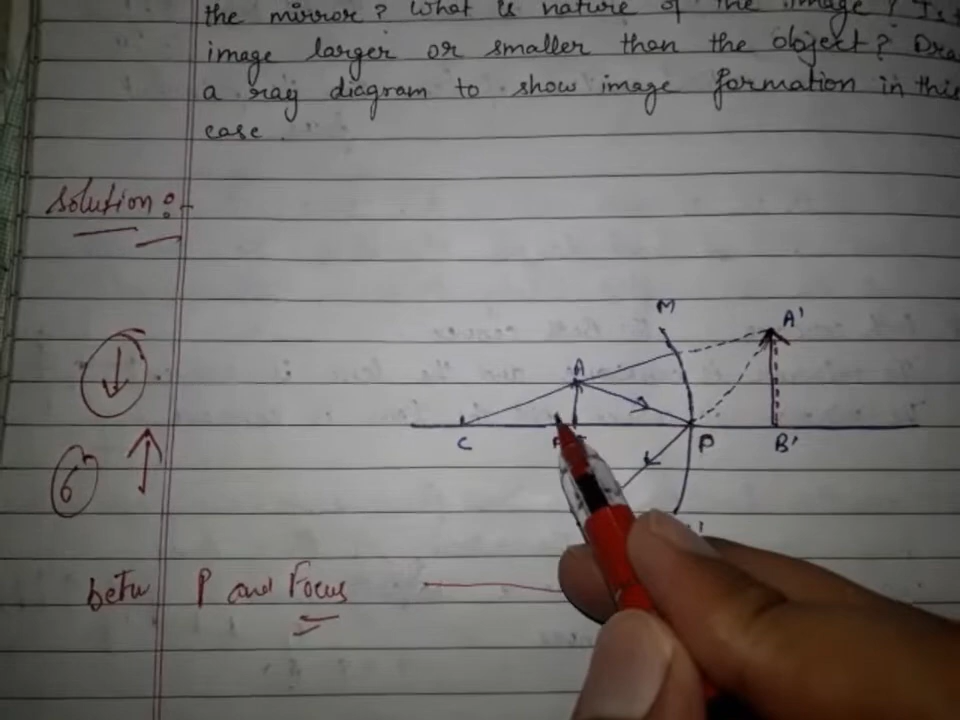 the mirror? What is nature of the image? Is
image larger or smaller than the object?
a ray diagram to show image formation in this
case.
Solution :-
M
A'
A
C
P
B'
6
betw P and Focus